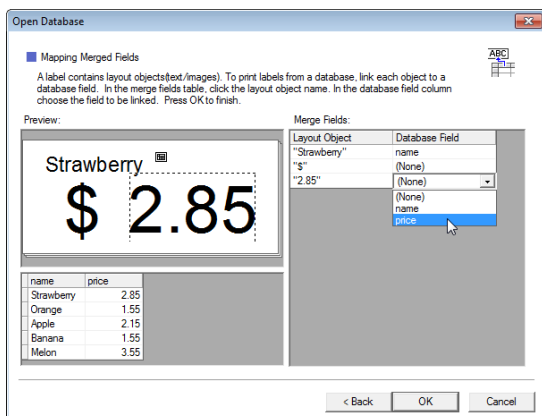 Open Database
Mapping Merged Fields
ABC
A label contains layout objects(text/images). To print labels from a database, link each object to a
database field. In the merge fields table, click the layout object name. In the database field column
choose the field to be linked. Press OK to finish.
Preview:
Strawberry
$ 2.85
Merge Fields:
Layout Object Database Field
"Strawberry" name
"$" (None)
"2.85" (None)
(None)
name
price
name price
Strawberry 2.85
Orange 1.55
Apple 2.15
Banana 1.55
Melon 3.55
< Back OK Cancel